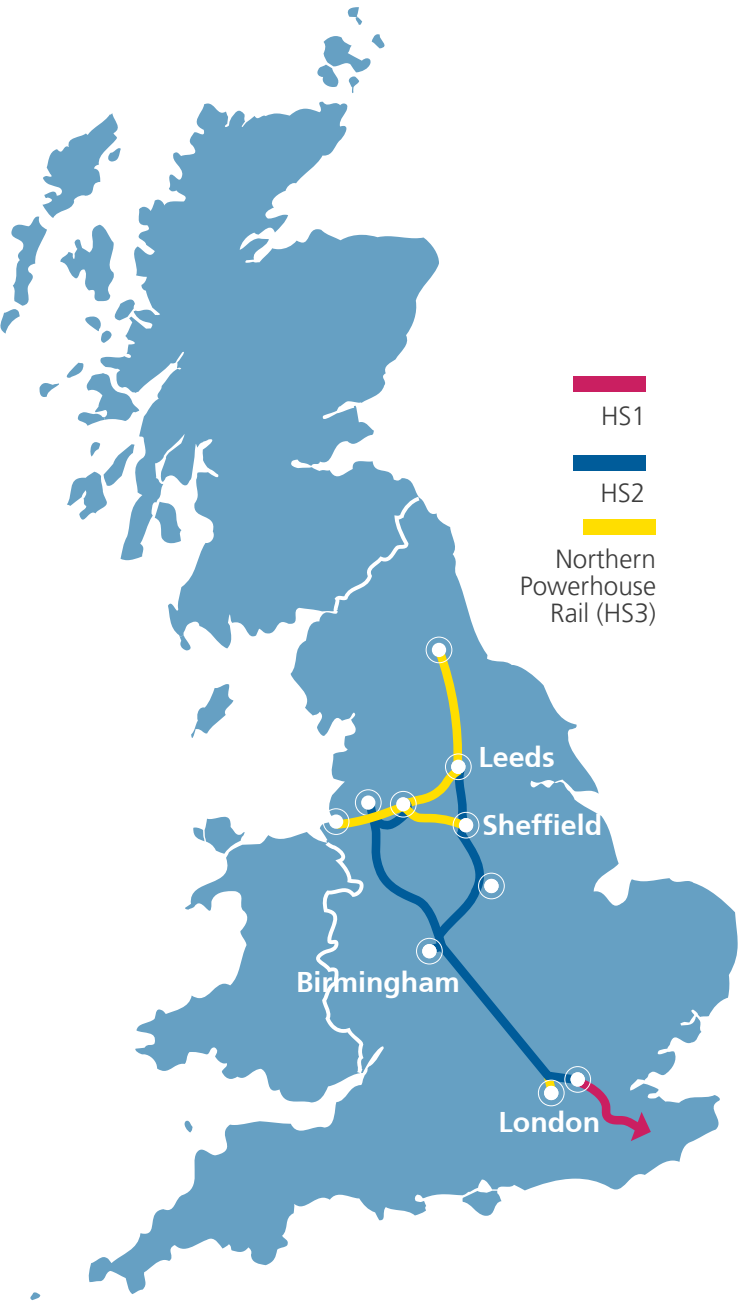 HS1
HS2
Northern
Powerhouse
Rail (HS3)
Leeds
Sheffield
Birmingham
London